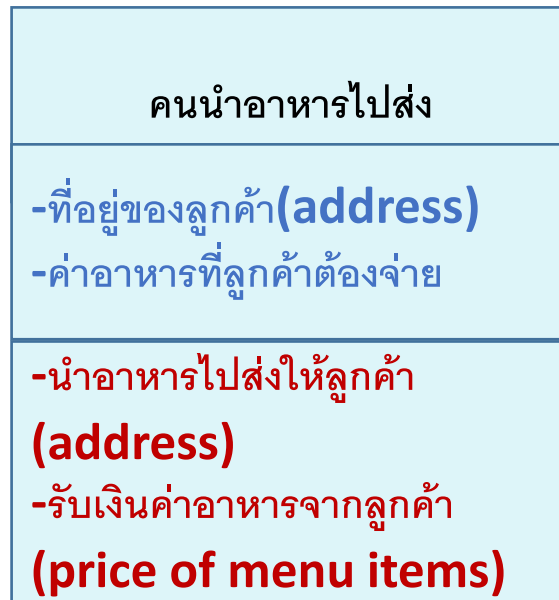 คนนำอาหารไปส่ง
-ที่อยู่ของลูกค้า(address)
-ค่าอาหารที่ลูกค้าต้องจ่าย
-นำอาหารไปส่งให้ลูกค้า
(address)
-รับเงินค่าอาหารจากลูกค้า
(price of menu items)